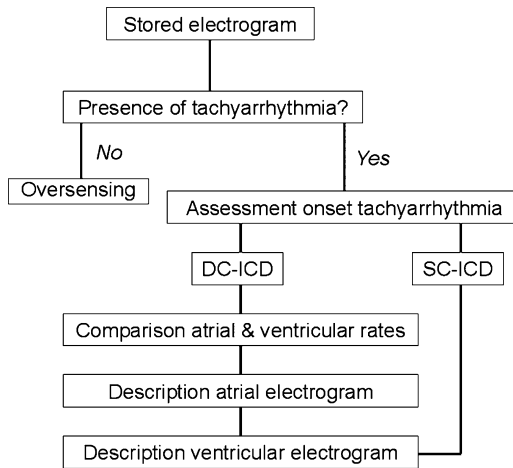 Stored electrogram
Presence of tachyarrhythmia?
No
Yes
Oversensing
Assessment onset tachyarrhythmia
DC-ICD
SC-ICD
Comparison atrial & ventricular rates
Description atrial electrogram
Description ventricular electrogram